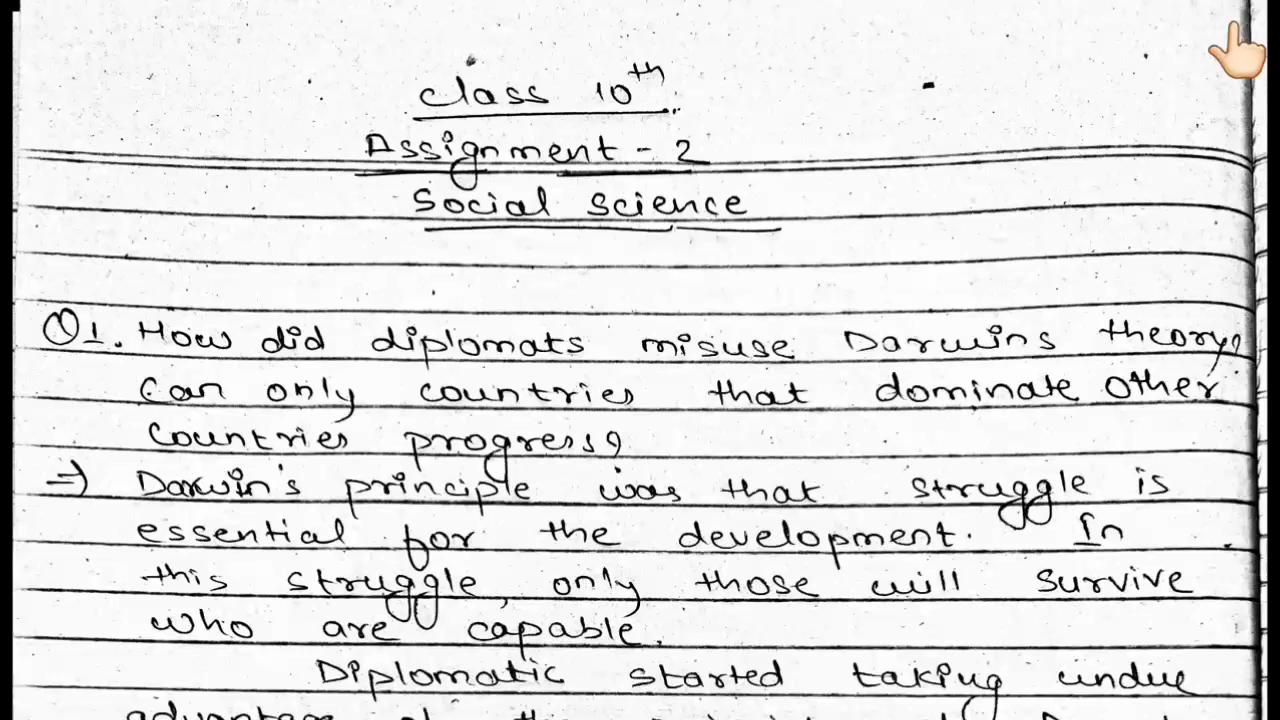 Class 10th
Assignment - 2
Social Science
Q1. How did diplomats misuse Darwins theory?
Can only countries that dominate other
countries progress?
=> Darwin's principle was that struggle is
essential for the development. In
this struggle, only those will survive
who are capable.
Diplomatic started taking undue